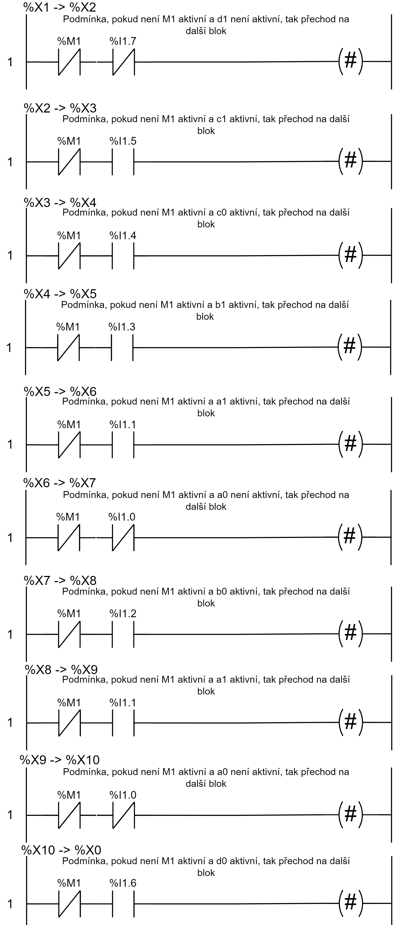 %X1 -> %X2
Podmínka, pokud není M1 aktivní a d1 není aktivní, tak přechod na
další blok
%M1 %I1.7
1 (#)
%X2 -> %X3
Podmínka, pokud není M1 aktivní a c1 aktivní, tak přechod na další
blok
%M1 %I1.5
1 (#)
%X3 -> %X4
Podmínka, pokud není M1 aktivní a c0 aktivní, tak přechod na další
blok
%M1 %I1.4
1 (#)
%X4 -> %X5
Podmínka, pokud není M1 aktivní a b1 aktivní, tak přechod na další
blok
%M1 %I1.3
1 (#)
%X5 -> %X6
Podmínka, pokud není M1 aktivní a a1 aktivní, tak přechod na další
blok
%M1 %I1.1
1 (#)
%X6 -> %X7
Podmínka, pokud není M1 aktivní a a0 není aktivní, tak přechod na
další blok
%M1 %I1.0
1 (#)
%X7 -> %X8
Podmínka, pokud není M1 aktivní a b0 aktivní, tak přechod na další
blok
%M1 %I1.2
1 (#)
%X8 -> %X9
Podmínka, pokud není M1 aktivní a a1 aktivní, tak přechod na další
blok
%M1 %I1.1
1 (#)
%X9 -> %X10
Podmínka, pokud není M1 aktivní a a0 není aktivní, tak přechod na
další blok
%M1 %I1.0
1 (#)
%X10 -> %X0
Podmínka, pokud není M1 aktivní a d0 aktivní, tak přechod na další
blok
%M1 %I1.6
1 (#)